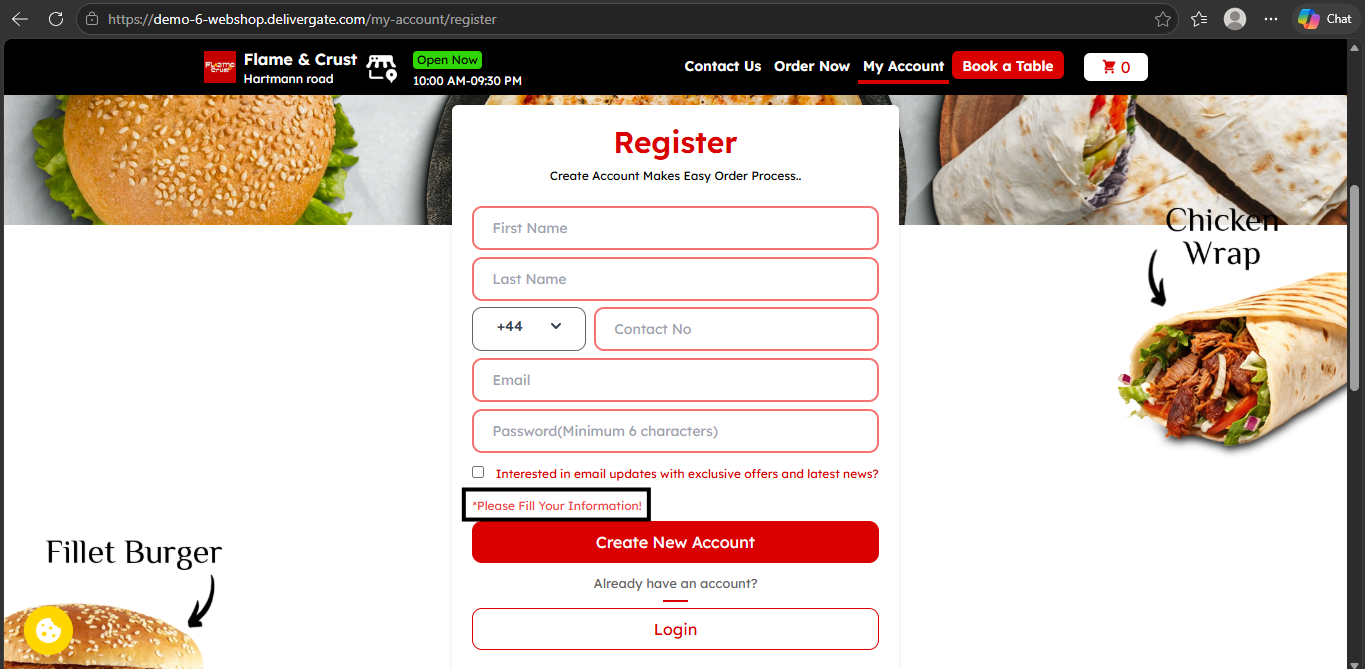 https://demo-6-webshop.delivergate.com/my-account/register
Chat
FLAME
CRUST
Flame & Crust
Hartmann road
Open Now
10:00 AM-09:30 PM
Contact Us
Order Now
My Account
Book a Table
0
Register
Create Account Makes Easy Order Process..
First Name
Last Name
+44
Contact No
Email
Password(Minimum 6 characters)
Interested in email updates with exclusive offers and latest news?
*Please Fill Your Information!
Create New Account
Already have an account?
Login
Chicken
Wrap
Fillet Burger